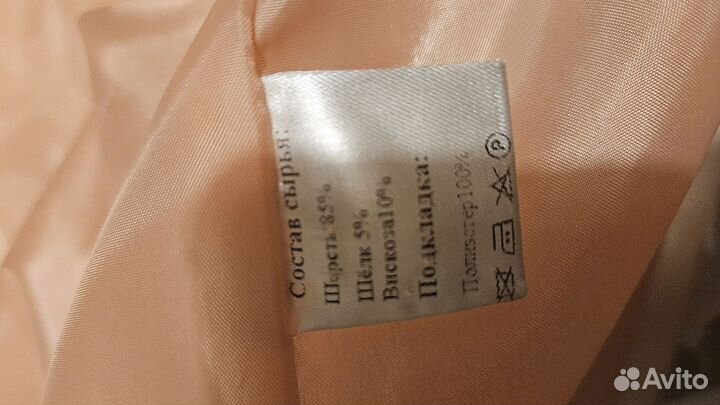 Состав сырья:
Шерсть 85%
Шёлк 5%
Вискоза10%
Подкладка:
Полиэстер100%
P
Avito